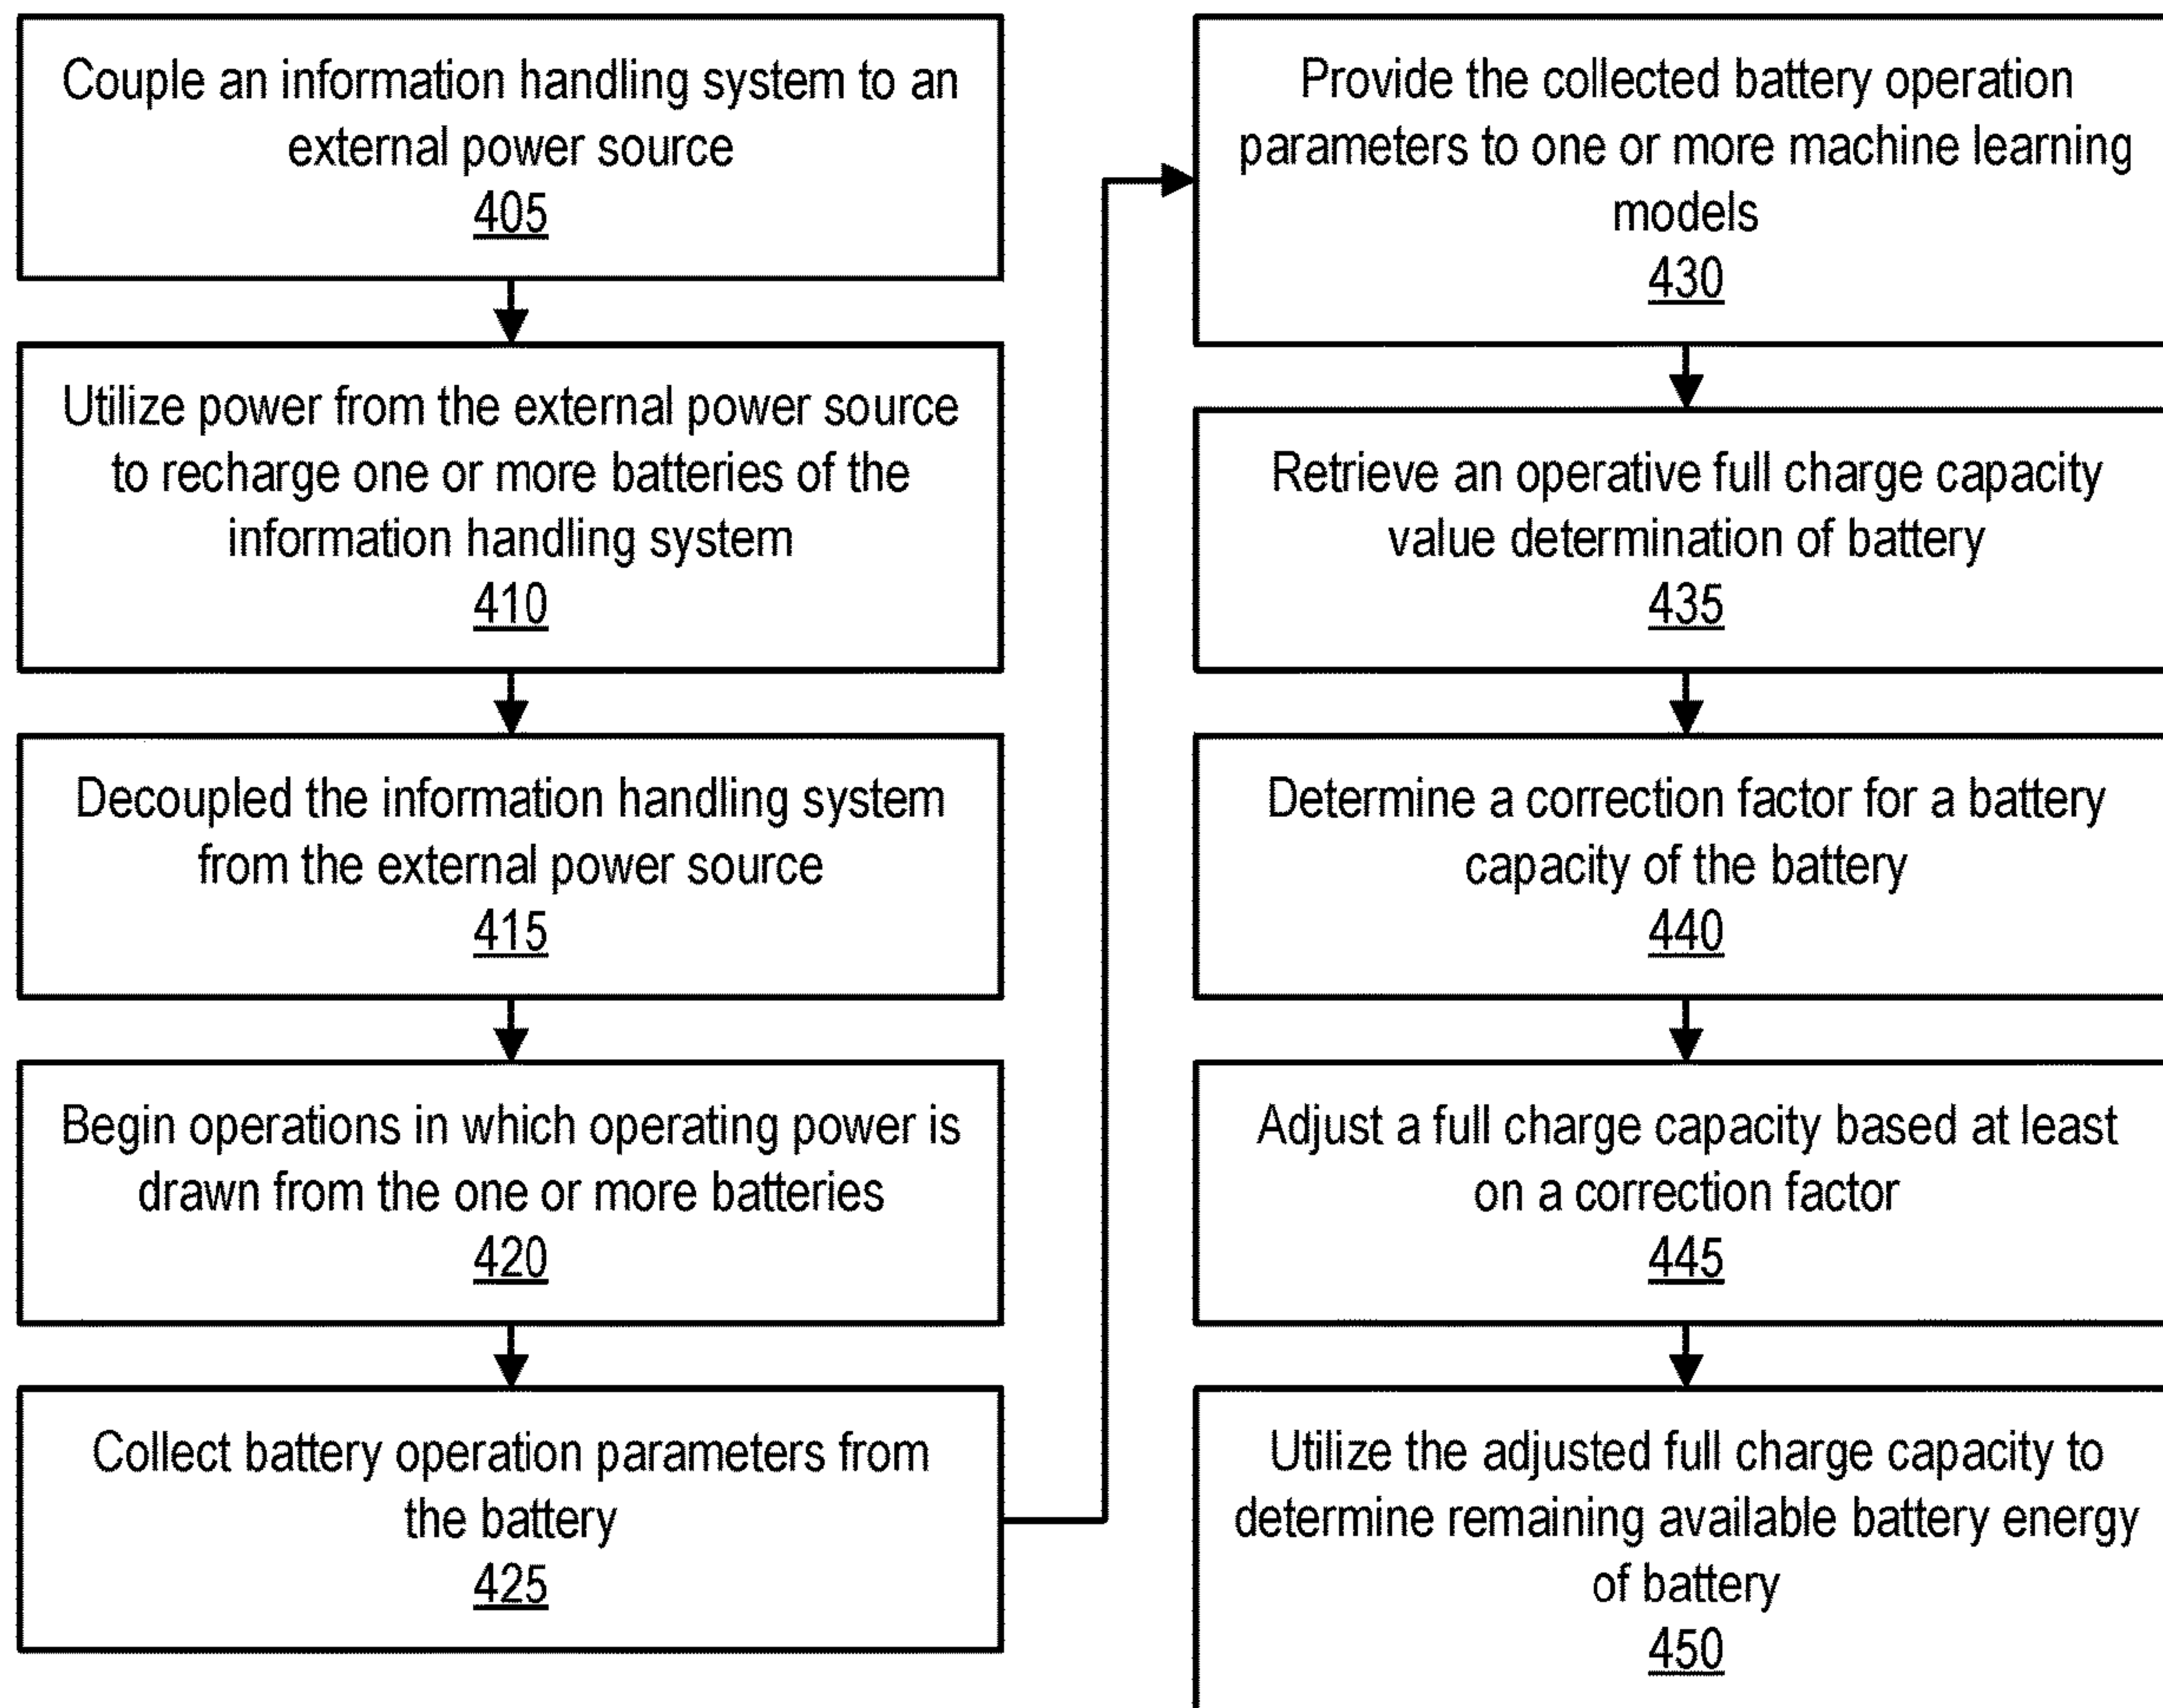 Couple an information handling system to an
external power source
405
Utilize power from the external power source
to recharge one or more batteries of the
information handling system
410
Decoupled the information handling system
from the external power source
415
Begin operations in which operating power is
drawn from the one or more batteries
420
Collect battery operation parameters from
the battery
425
Provide the collected battery operation
parameters to one or more machine learning
models
430
Retrieve an operative full charge capacity
value determination of battery
435
Determine a correction factor for a battery
capacity of the battery
440
Adjust a full charge capacity based at least
on a correction factor
445
Utilize the adjusted full charge capacity to
determine remaining available battery energy
of battery
450